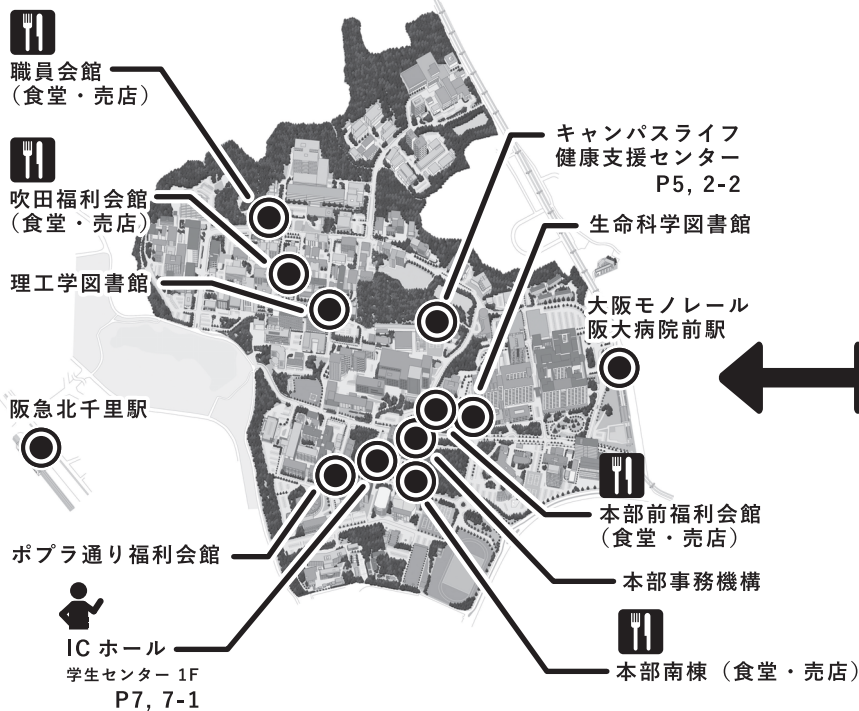 職員会館
（食堂・売店）
吹田福利会館
（食堂・売店）
理工学図書館
阪急北千里駅
ポプラ通り福利会館
IC ホール
学生センター 1F
P7, 7-1
キャンパスライフ
健康支援センター
P5, 2-2
生命科学図書館
大阪モノレール
阪大病院前駅
本部前福利会館
（食堂・売店）
本部事務機構
本部南棟（食堂・売店）